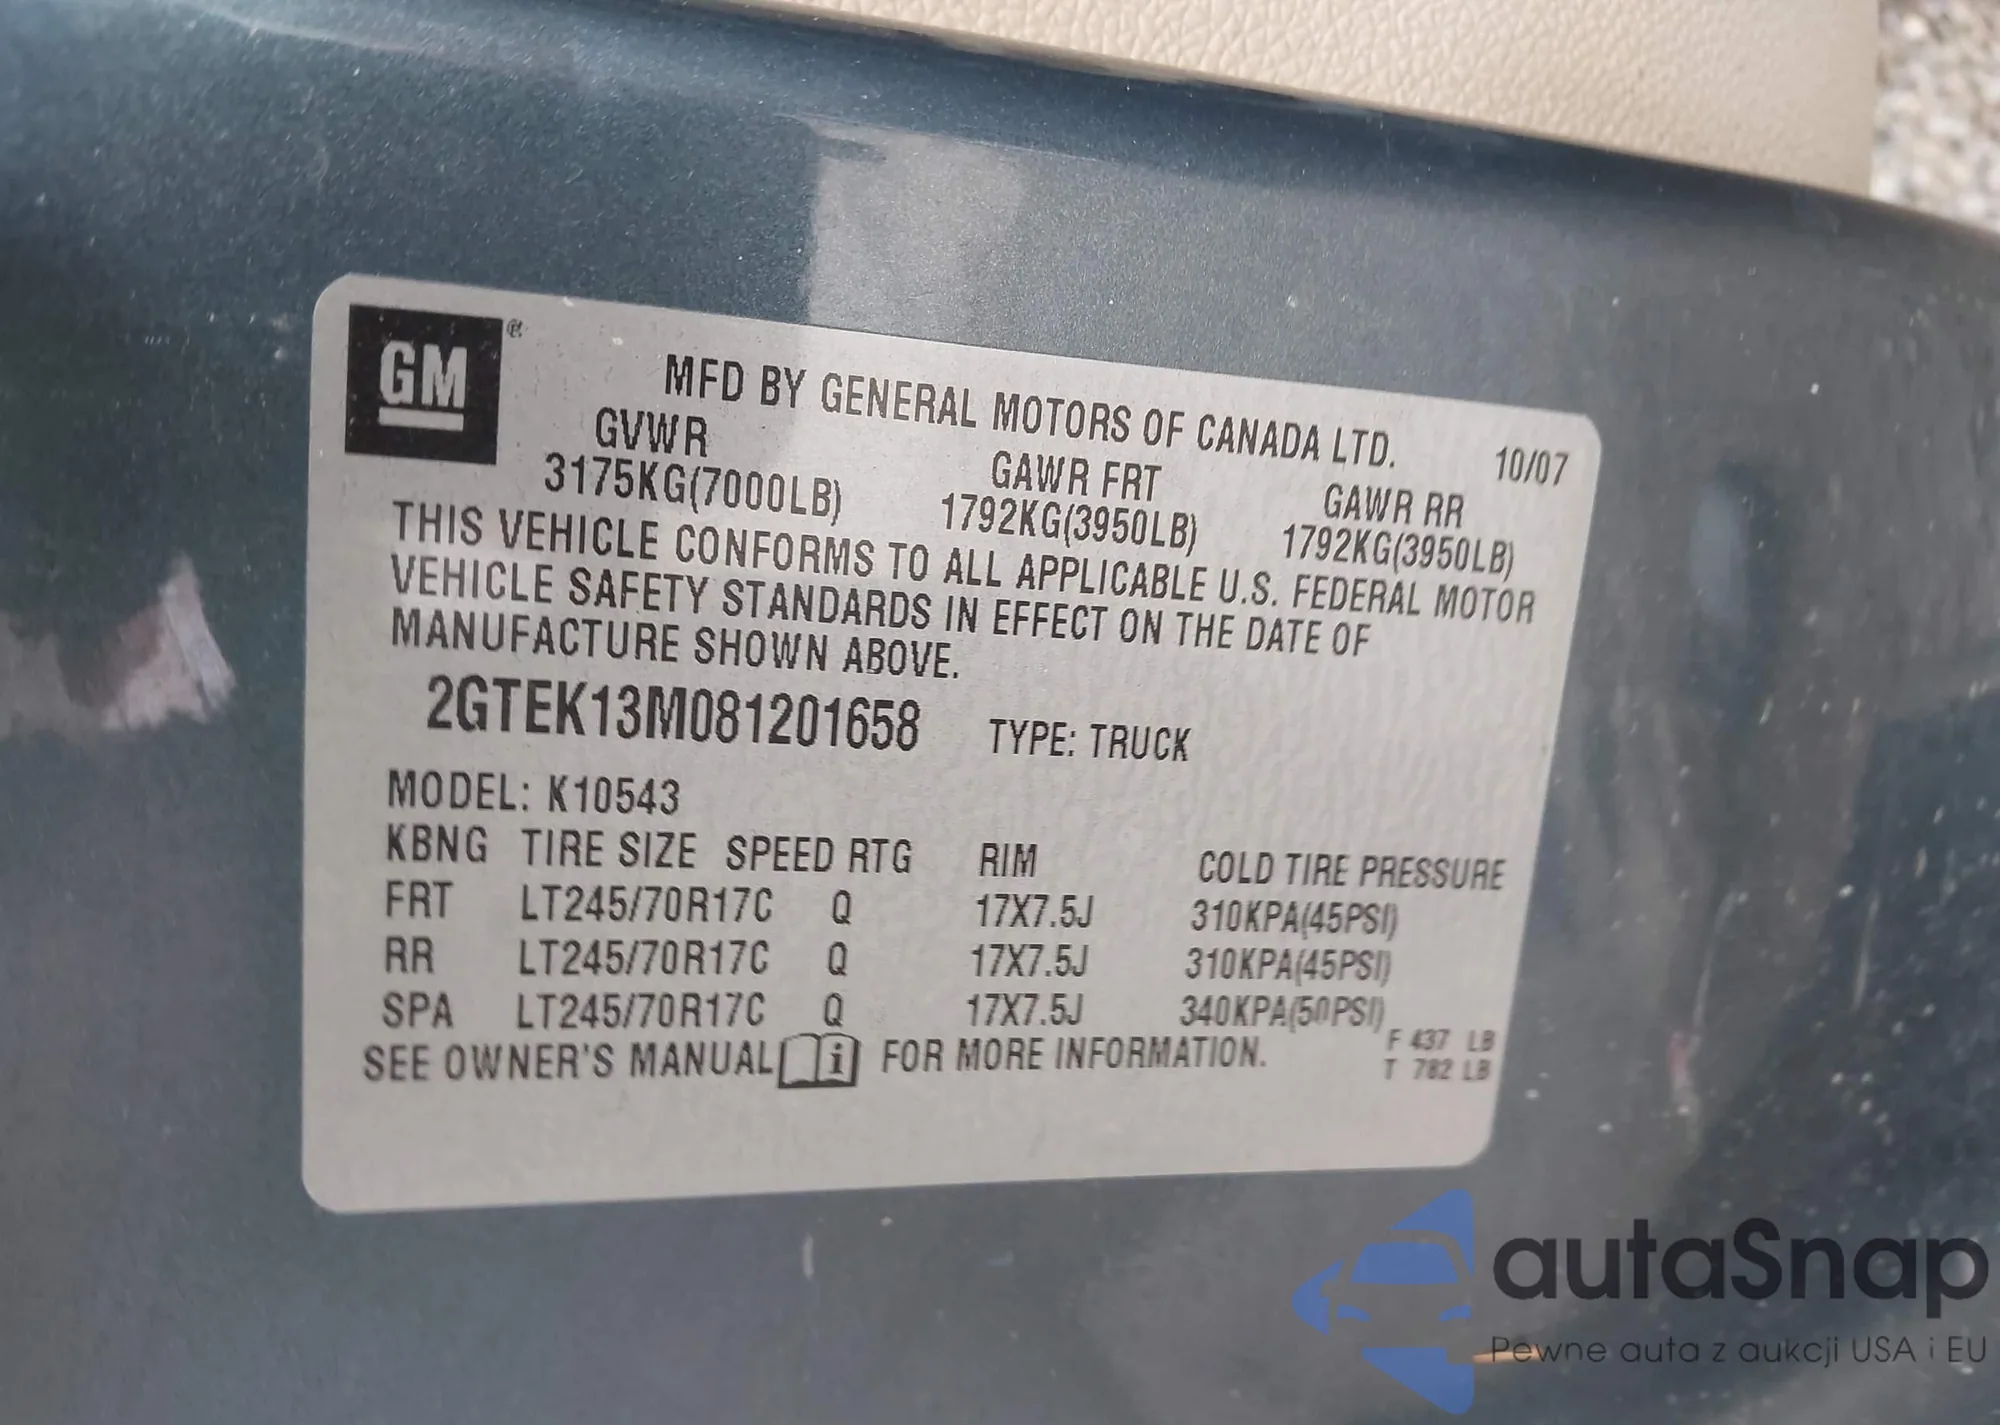 GM
MFD BY GENERAL MOTORS OF CANADA LTD.
10/07
GVWR GAWR FRT GAWR RR
3175KG(7000LB) 1792KG(3950LB) 1792KG(3950LB)
THIS VEHICLE CONFORMS TO ALL APPLICABLE U.S. FEDERAL MOTOR
VEHICLE SAFETY STANDARDS IN EFFECT ON THE DATE OF
MANUFACTURE SHOWN ABOVE.
2GTEK13M081201658 TYPE: TRUCK
MODEL: K10543
KBNG TIRE SIZE SPEED RTG RIM COLD TIRE PRESSURE
FRT LT245/70R17C Q 17X7.5J 310KPA(45PSI)
RR LT245/70R17C Q 17X7.5J 310KPA(45PSI)
SPA LT245/70R17C Q 17X7.5J 340KPA(50PSI)
SEE OWNER'S MANUAL i FOR MORE INFORMATION.
F 437 LB
T 782 LB
autaSnap
Pewne auta z aukcji USA i EU